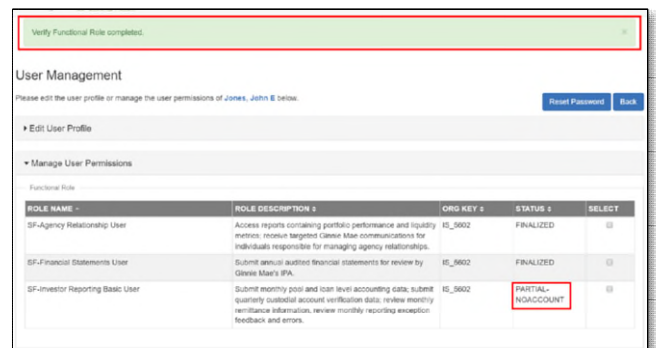 Verify Functional Role completed.
×
User Management
Please edit the user profile or manage the user permissions of Jones, John E below.
Reset Password
Back
Edit User Profile
Manage User Permissions
Functional Role
ROLE NAME
ROLE DESCRIPTION
ORG KEY
STATUS
SELECT
SF-Agency Relationship User
Access reports containing portfolio performance and liquidity
metrics; receive targeted Ginnie Mae communications for
individuals responsible for managing agency relationships.
IS_5602
FINALIZED
SF-Financial Statements User
Submit annual audited financial statements for review by
Ginnie Mae's IPA.
IS_5602
FINALIZED
SF-Investor Reporting Basic User
Submit monthly pool and loan level accounting data; submit
quarterly custodial account verification data; review monthly
remittance information, review monthly reporting exception
feedback and errors.
IS_5602
PARTIAL-
NOACCOUNT